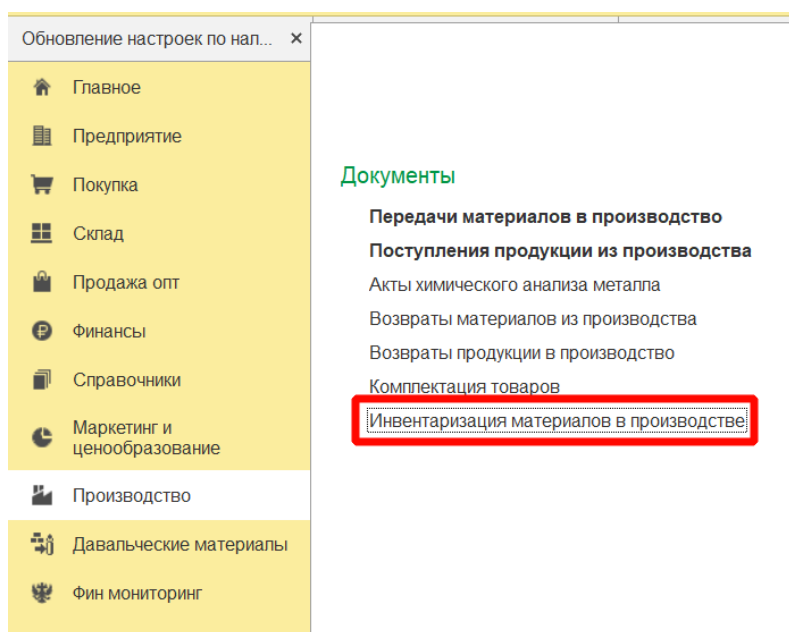 Обновление настроек по нал...
Главное
Предприятие
Покупка
Склад
Продажа опт
Финансы
Справочники
Маркетинг и
ценообразование
Производство
Давальческие материалы
Фин мониторинг
Документы
Передачи материалов в производство
Поступления продукции из производства
Акты химического анализа металла
Возвраты материалов из производства
Возвраты продукции в производство
Комплектация товаров
Инвентаризация материалов в производстве